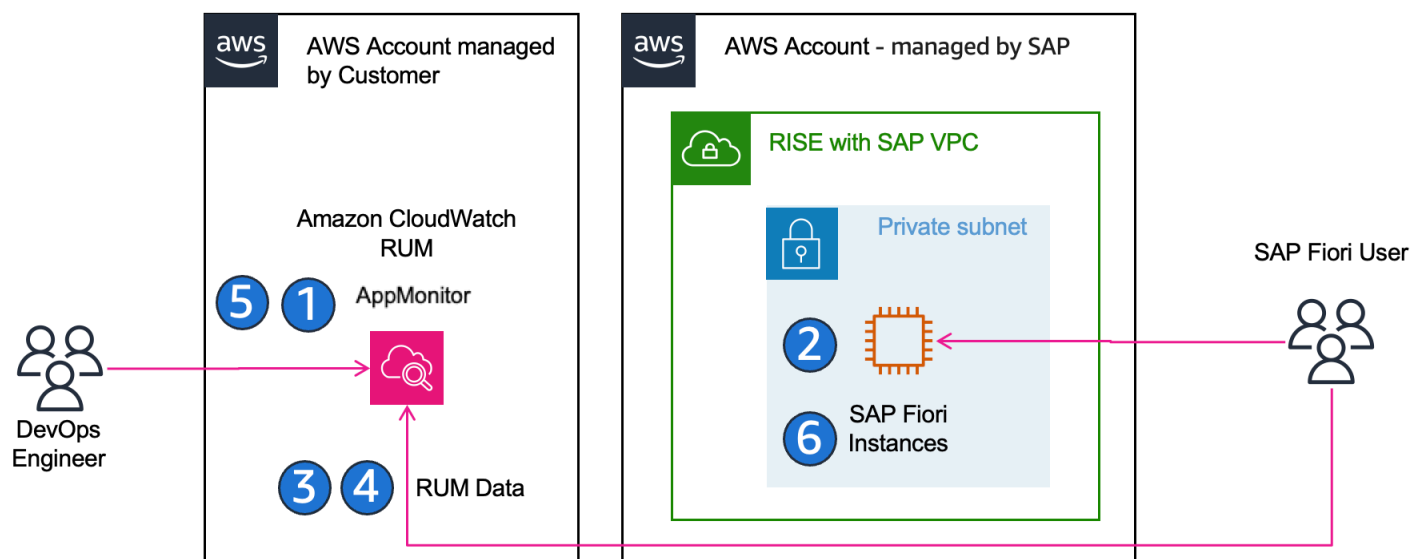 aws
AWS Account managed
by Customer
aws
AWS Account - managed by SAP
RISE with SAP VPC
Amazon CloudWatch
RUM
Private subnet
SAP Fiori User
5
1
AppMonitor
2
DevOps
Engineer
6
SAP Fiori
Instances
3
4
RUM Data